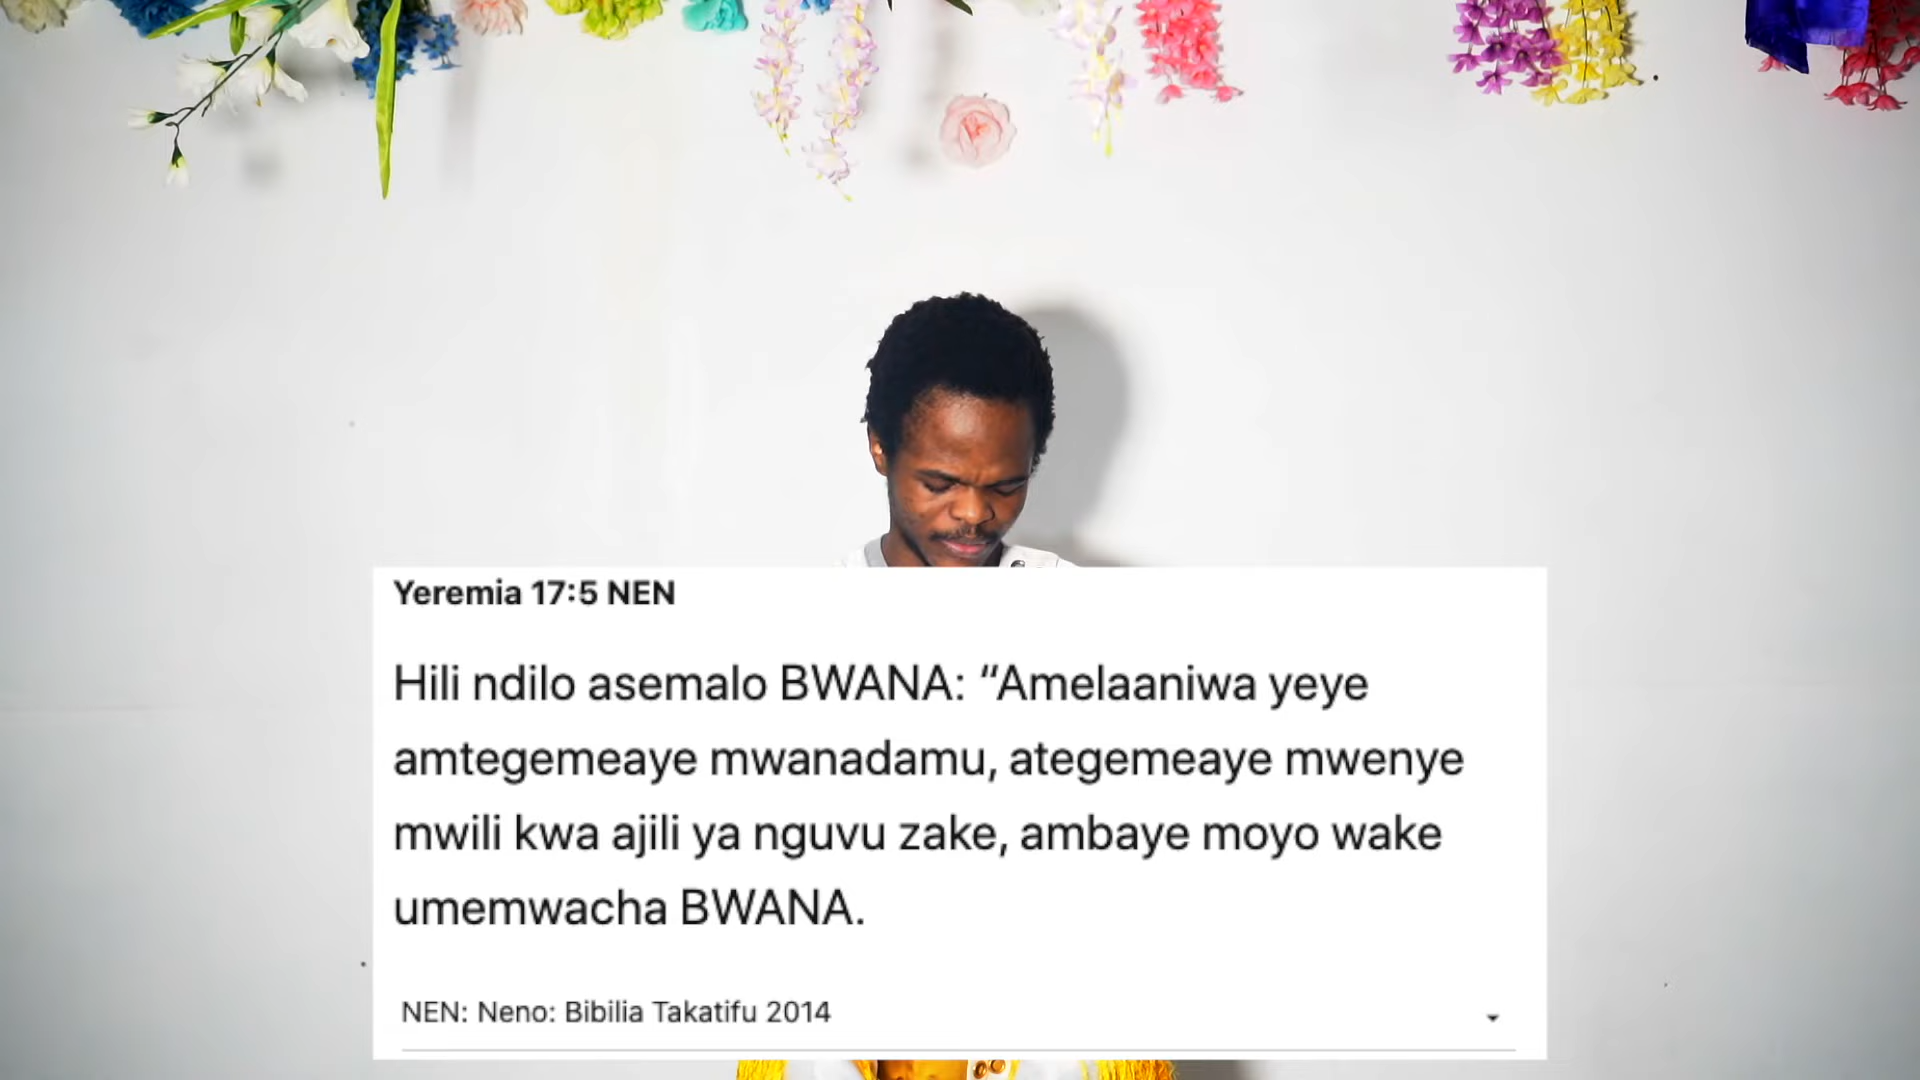 Yeremia 17:5 NEN
Hili ndilo asemalo BWANA: “Amelaaniwa yeye
amtegemeaye mwanadamu, ategemeaye mwenye
mwili kwa ajili ya nguvu zake, ambaye moyo wake
umemwacha BWANA.
NEN: Neno: Bibilia Takatifu 2014